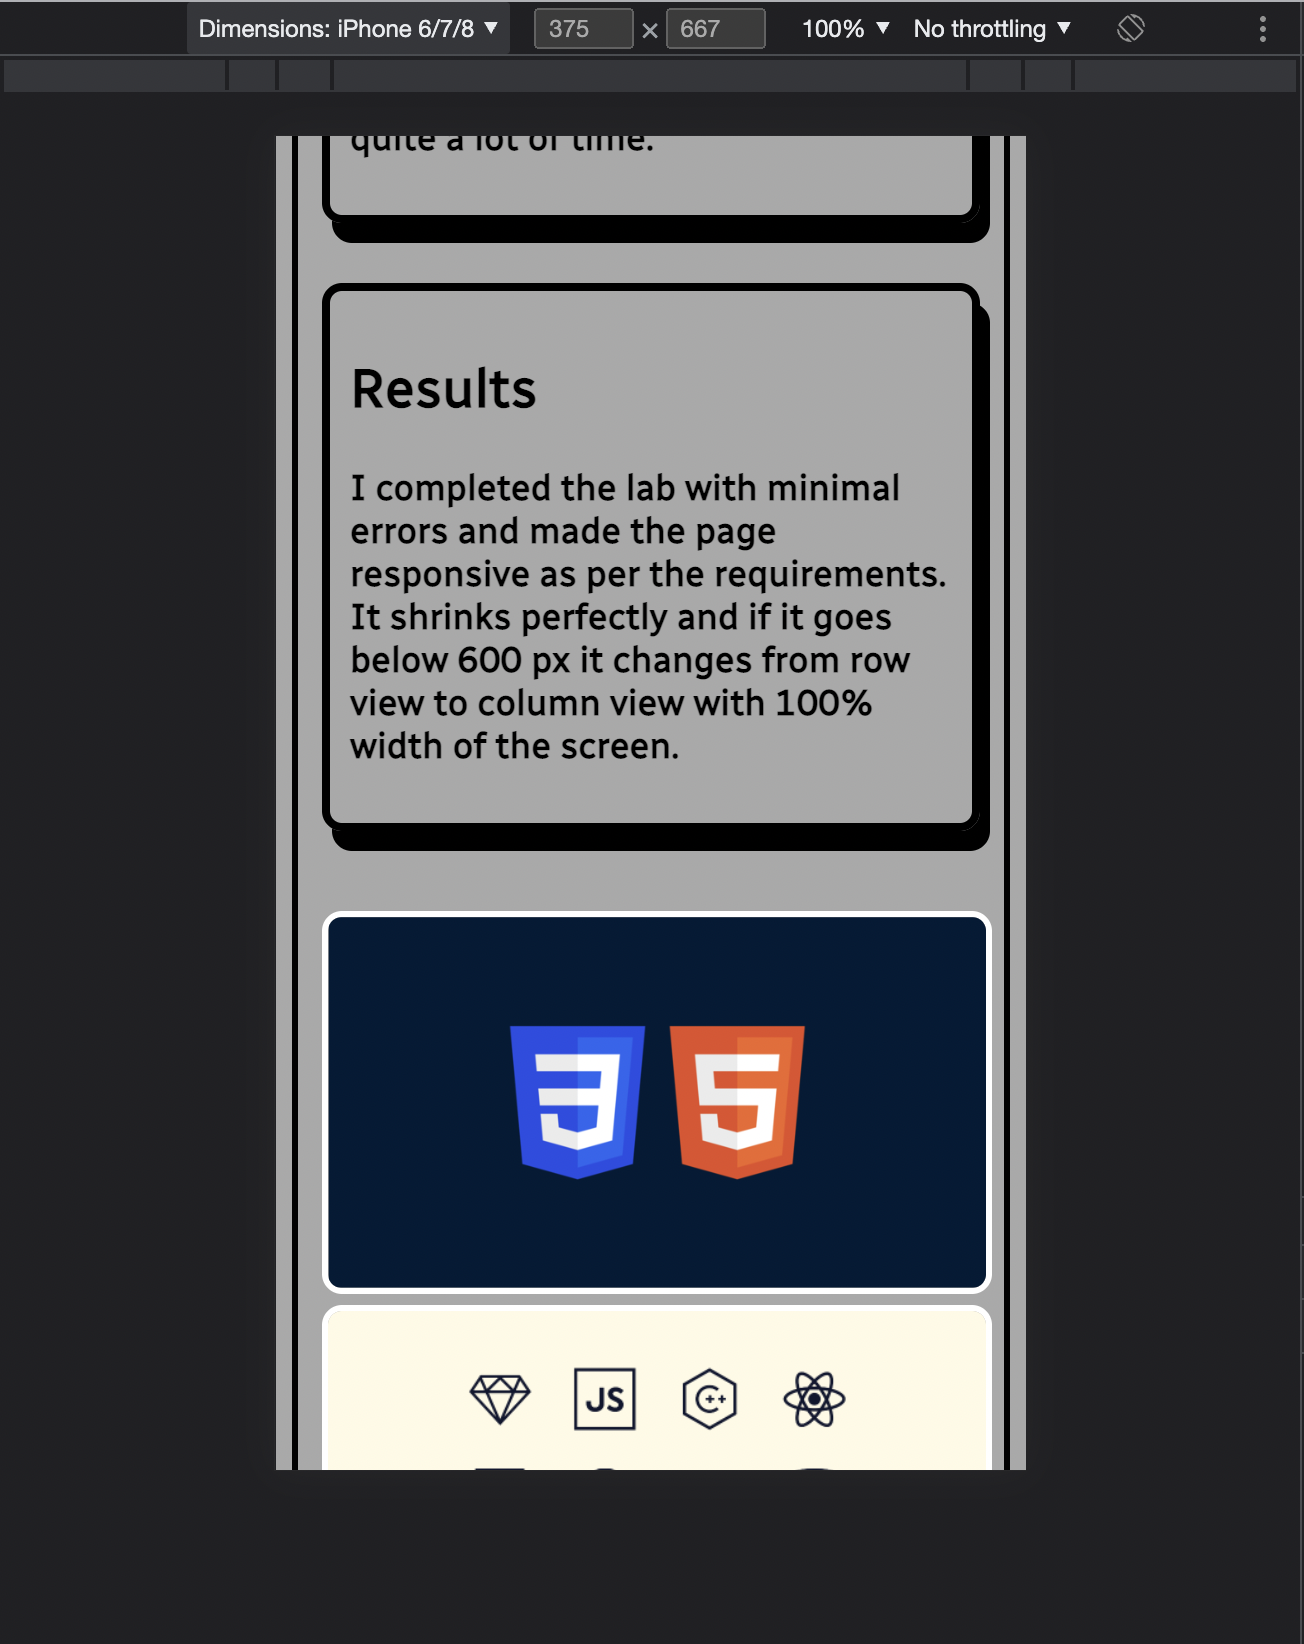 Dimensions: iPhone 6/7/8 ▼ 375 × 667 100% ▼ No throttling ▼
quite a lot of time.
Results
I completed the lab with minimal
errors and made the page
responsive as per the requirements.
It shrinks perfectly and if it goes
below 600 px it changes from row
view to column view with 100%
width of the screen.
3 5
JS C++